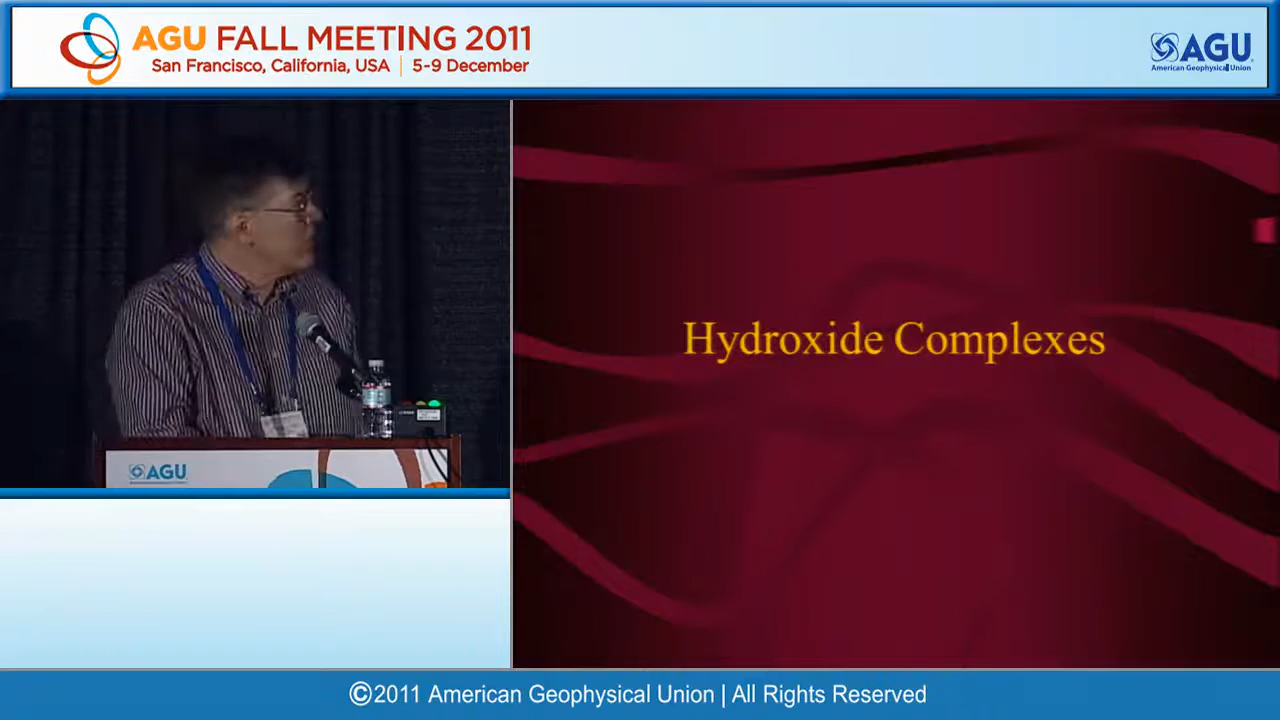 AGU FALL MEETING 2011
San Francisco, California, USA | 5-9 December
AGU
American Geophysical Union
Hydroxide Complexes
AGU
©2011 American Geophysical Union | All Rights Reserved